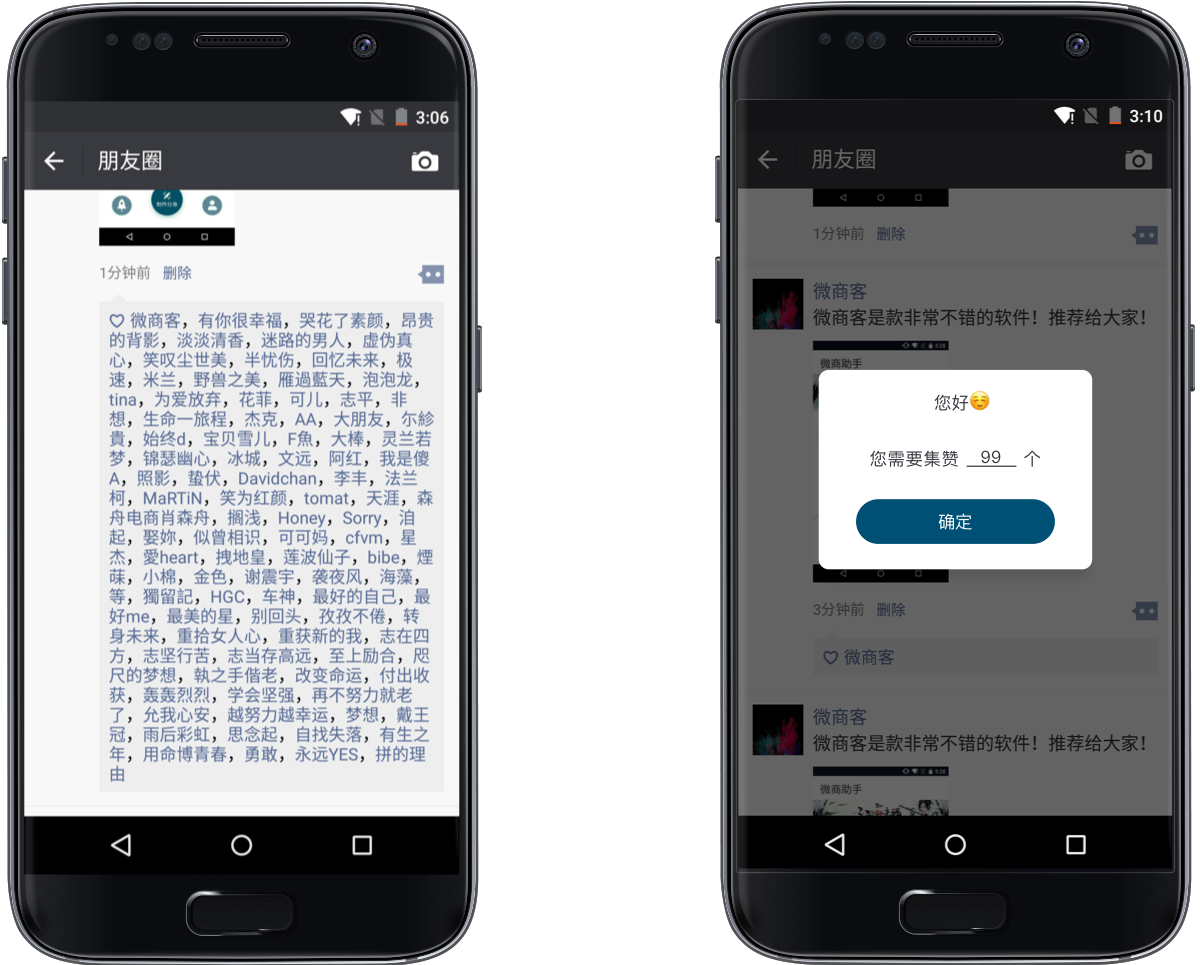 3:06
朋友圈
制作分身
1分钟前 删除
微商客，有你很幸福，哭花了素颜，昂贵
的背影，淡淡清香，迷路的男人，虚伪真
心，笑叹尘世美，半忧伤，回忆未来，极
速，米兰，野兽之美，雁過藍天，泡泡龙，
tina，为爱放弃，花菲，可儿，志平，非
想，生命一旅程，杰克，AA，大朋友，尓絵
貴，始终d，宝贝雪儿，F魚，大棒，灵兰若
梦，锦瑟幽心，冰城，文远，阿红，我是傻
A，照影，蛰伏，Davidchan，李丰，法兰
柯，MaRTiN，笑为红颜，tomat，天涯，森
舟电商肖森舟，搁浅，Honey，Sorry，洎
起，娶妳，似曾相识，可可妈，cfvm，星
杰，愛heart，拽地皇，莲波仙子，bibe，煙
菋，小棉，金色，谢震宇，袭夜风，海藻，
等，獨留記，HGC，车神，最好的自己，最
好me，最美的星，别回头，孜孜不倦，转
身未来，重拾女人心，重获新的我，志在四
方，志坚行苦，志当存高远，至上励合，咫
尺的梦想，執之手偕老，改变命运，付出收
获，轰轰烈烈，学会坚强，再不努力就老
了，允我心安，越努力越幸运，梦想，戴王
冠，雨后彩虹，思念起，自找失落，有生之
年，用命博青春，勇敢，永远YES，拼的理
由
3:10
朋友圈
1分钟前 删除
微商客
微商客是款非常不错的软件！推荐给大家！
微商助手
您好
您需要集赞 99 个
确定
3分钟前 删除
微商客
微商客
微商客是款非常不错的软件！推荐给大家！
微商助手